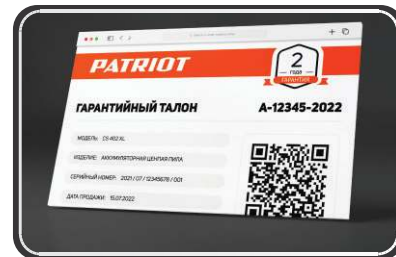 PATRIOT
2
ГОДА
ГАРАНТИЯ
ГАРАНТИЙНЫЙ ТАЛОН
A-12345-2022
МОДЕЛЬ: CS 402 XL
ИЗДЕЛИЕ: АККУМУЛЯТОРНАЯ ЦЕПНАЯ ПИЛА
СЕРИЙНЫЙ НОМЕР: 2021 / 07 / 12345678 / 001
ДАТА ПРОДАЖИ: 15.07.2022